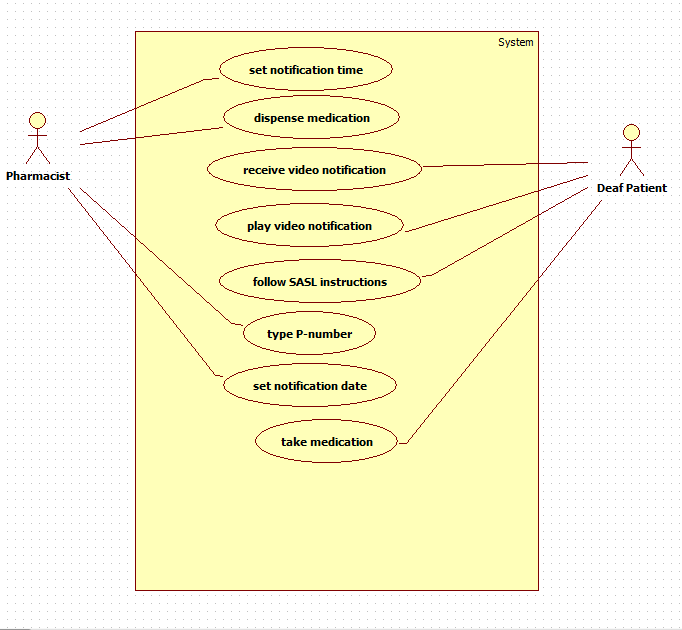 System
set notification time
dispense medication
receive video notification
Pharmacist
Deaf Patient
play video notification
follow SASL instructions
type P-number
set notification date
take medication